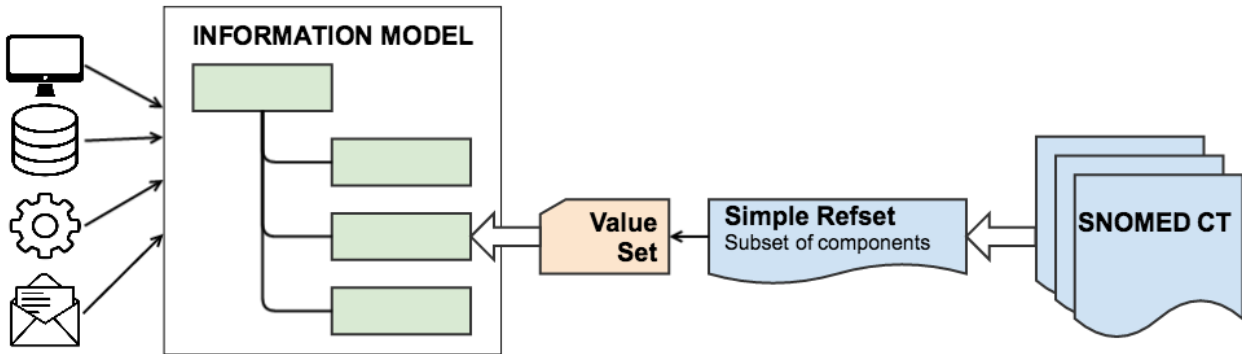 INFORMATION MODEL
Value
Set
Simple Refset
Subset of components
SNOMED CT